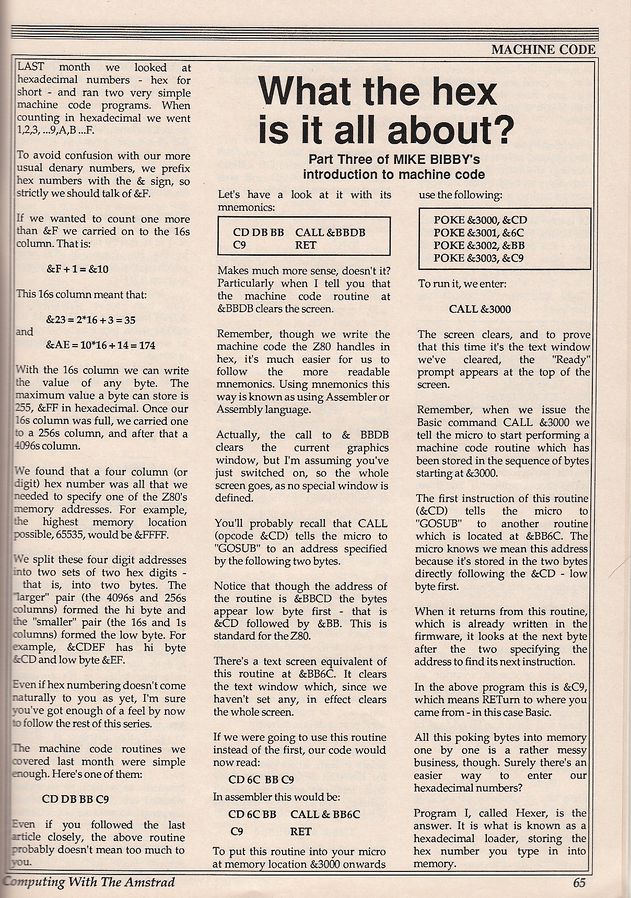 MACHINE CODE
What the hex
is it all about?
Part Three of MIKE BIBBY's
introduction to machine code
LAST month we looked at
hexadecimal numbers - hex for
short - and ran two very simple
machine code programs. When
counting in hexadecimal we went
1,2,3, ...9,A,B ...F.
To avoid confusion with our more
usual denary numbers, we prefix
hex numbers with the & sign, so
strictly we should talk of &F.
If we wanted to count one more
than &F we carried on to the 16s
column. That is:
&F + 1 = &10
This 16s column meant that:
&23 = 2*16 + 3 = 35
and
&AE = 10*16 + 14 = 174
With the 16s column we can write
the value of any byte. The
maximum value a byte can store is
255, &FF in hexadecimal. Once our
16s column was full, we carried one
to a 256s column, and after that a
4096s column.
We found that a four column (or
digit) hex number was all that we
needed to specify one of the Z80's
memory addresses. For example,
the highest memory location
possible, 65535, would be &FFFF.
We split these four digit addresses
into two sets of two hex digits -
that is, into two bytes. The
"larger" pair (the 4096s and 256s
columns) formed the hi byte and
the "smaller" pair (the 16s and 1s
columns) formed the low byte. For
example, &CDEF has hi byte
&CD and low byte &EF.
Even if hex numbering doesn't come
naturally to you as yet, I'm sure
you've got enough of a feel by now
to follow the rest of this series.
The machine code routines we
covered last month were simple
enough. Here's one of them:
CD DB BB C9
Even if you followed the last
article closely, the above routine
probably doesn't mean too much to
you.
Let's have a look at it with its
mnemonics:
CD DB BB CALL &BBDB
C9 RET
Makes much more sense, doesn't it?
Particularly when I tell you that
the machine code routine at
&BBDB clears the screen.
Remember, though we write the
machine code the Z80 handles in
hex, it's much easier for us to
follow the more readable
mnemonics. Using mnemonics this
way is known as using Assembler or
Assembly language.
Actually, the call to & BBDB
clears the current graphics
window, but I'm assuming you've
just switched on, so the whole
screen goes, as no special window is
defined.
You'll probably recall that CALL
(opcode &CD) tells the micro to
"GOSUB" to an address specified
by the following two bytes.
Notice that though the address of
the routine is &BBCD the bytes
appear low byte first - that is
&CD followed by &BB. This is
standard for the Z80.
There's a text screen equivalent of
this routine at &BB6C. It clears
the text window which, since we
haven't set any, in effect clears
the whole screen.
If we were going to use this routine
instead of the first, our code would
now read:
CD 6C BB C9
In assembler this would be:
CD 6C BB CALL & BB6C
C9 RET
To put this routine into your micro
at memory location &3000 onwards
use the following:
POKE &3000, &CD
POKE &3001, &6C
POKE &3002, &BB
POKE &3003, &C9
To run it, we enter:
CALL &3000
The screen clears, and to prove
that this time it's the text window
we've cleared, the "Ready"
prompt appears at the top of the
screen.
Remember, when we issue the
Basic command CALL &3000 we
tell the micro to start performing a
machine code routine which has
been stored in the sequence of bytes
starting at &3000.
The first instruction of this routine
(&CD) tells the micro to
"GOSUB" to another routine
which is located at &BB6C. The
micro knows we mean this address
because it's stored in the two bytes
directly following the &CD - low
byte first.
When it returns from this routine,
which is already written in the
firmware, it looks at the next byte
after the two specifying the
address to find its next instruction.
In the above program this is &C9,
which means RETurn to where you
came from - in this case Basic.
All this poking bytes into memory
one by one is a rather messy
business, though. Surely there's an
easier way to enter our
hexadecimal numbers?
Program I, called Hexer, is the
answer. It is what is known as a
hexadecimal loader, storing the
hex number you type in into
memory.
Computing With The Amstrad
65